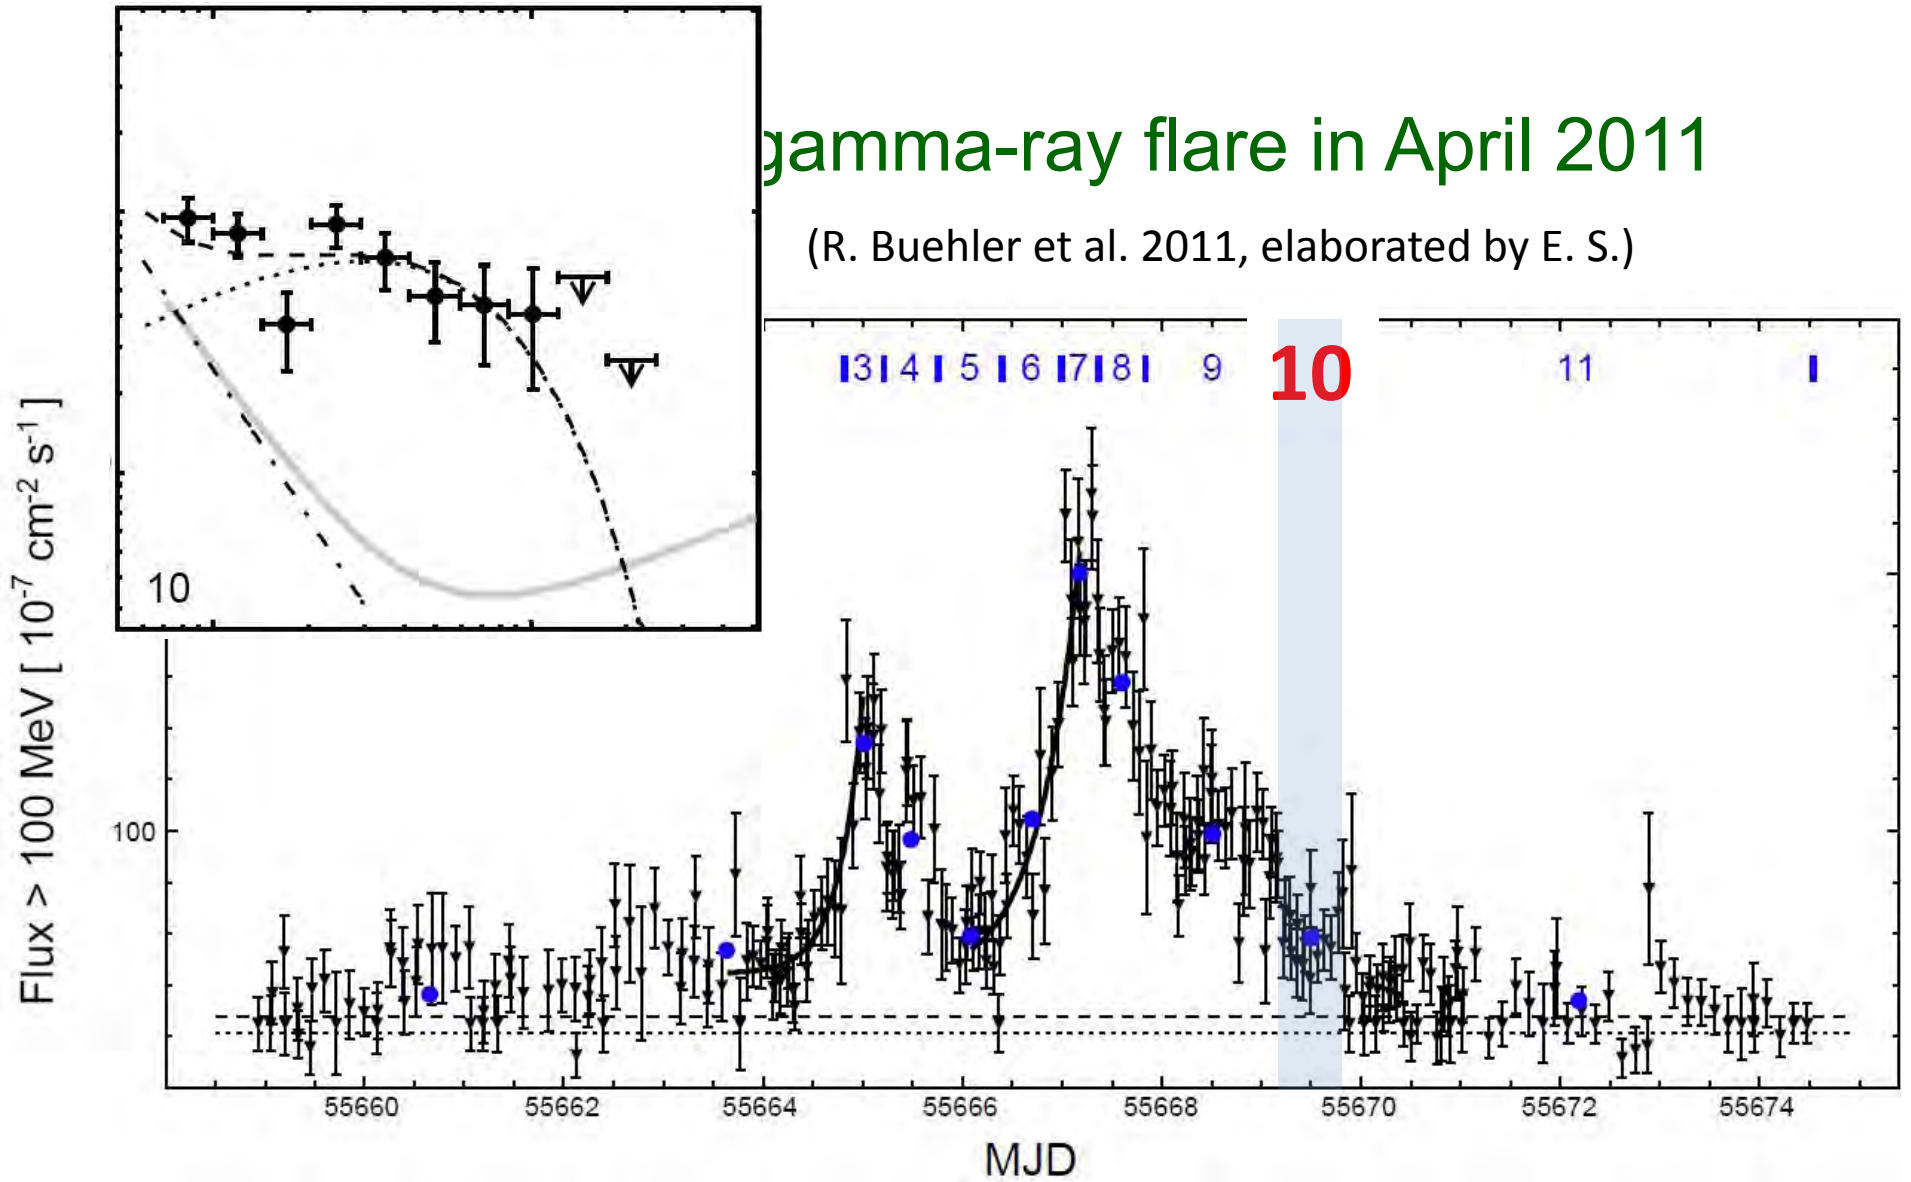 gamma-ray flare in April 2011
(R. Buehler et al. 2011, elaborated by E. S.)
10
3 4 5 6 7 8 9 10 11
Flux > 100 MeV [ 10-7 cm-2 s-1 ]
100
55660 55662 55664 55666 55668 55670 55672 55674
MJD